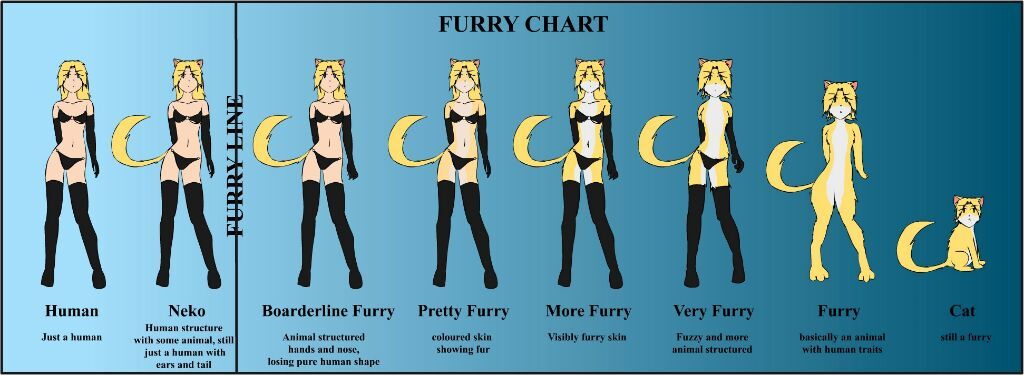 FURRY CHART
FURRY LINE
Human
Just a human
Neko
Human structure
with some animal, still
just a human with
ears and tail
Boarderline Furry
Animal structured
hands and nose,
losing pure human shape
Pretty Furry
coloured skin
showing fur
More Furry
Visibly furry skin
Very Furry
Fuzzy and more
animal structured
Furry
basically an animal
with human traits
Cat
still a furry